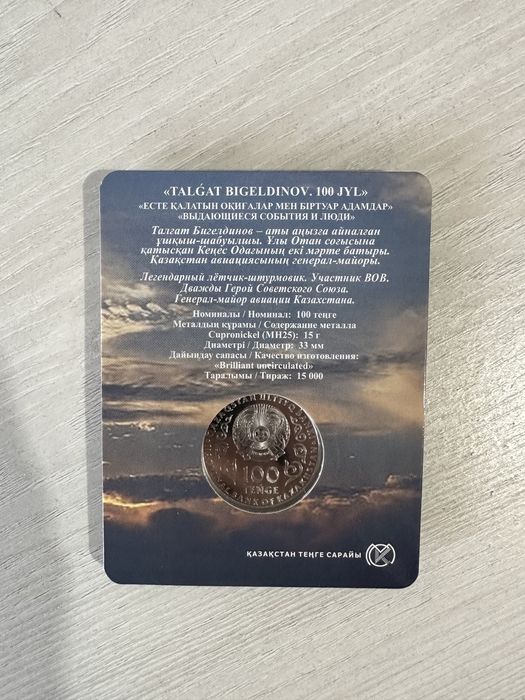 «TALǴAT BIGELDINOV. 100 JYL»
«ЕСТЕ ҚАЛАТЫН ОҚИҒАЛАР МЕН БІРТУАР АДАМДАР»
«ВЫДАЮЩИЕСЯ СОБЫТИЯ И ЛЮДИ»
Талғат Бигелдинов – аты аңызға айналған
ұшқыш-шабуылшы. Ұлы Отан соғысына
қатысқан Кеңес Одағының екі мәрте батыры.
Қазақстан авиациясының генерал-майоры.
Легендарный лётчик-штурмовик. Участник ВОВ.
Дважды Герой Советского Союза.
Генерал-майор авиации Казахстана.
Номиналы / Номинал: 100 теңге
Металдың құрамы / Содержание металла
Cupronickel (МН25): 15 г
Диаметрі / Диаметр: 33 мм
Дайындау сапасы / Качество изготовления:
«Brilliant uncirculated»
Таралымы / Тираж: 15 000
100
TENGE
ҚАЗАҚСТАН ТЕҢГЕ САРАЙЫ